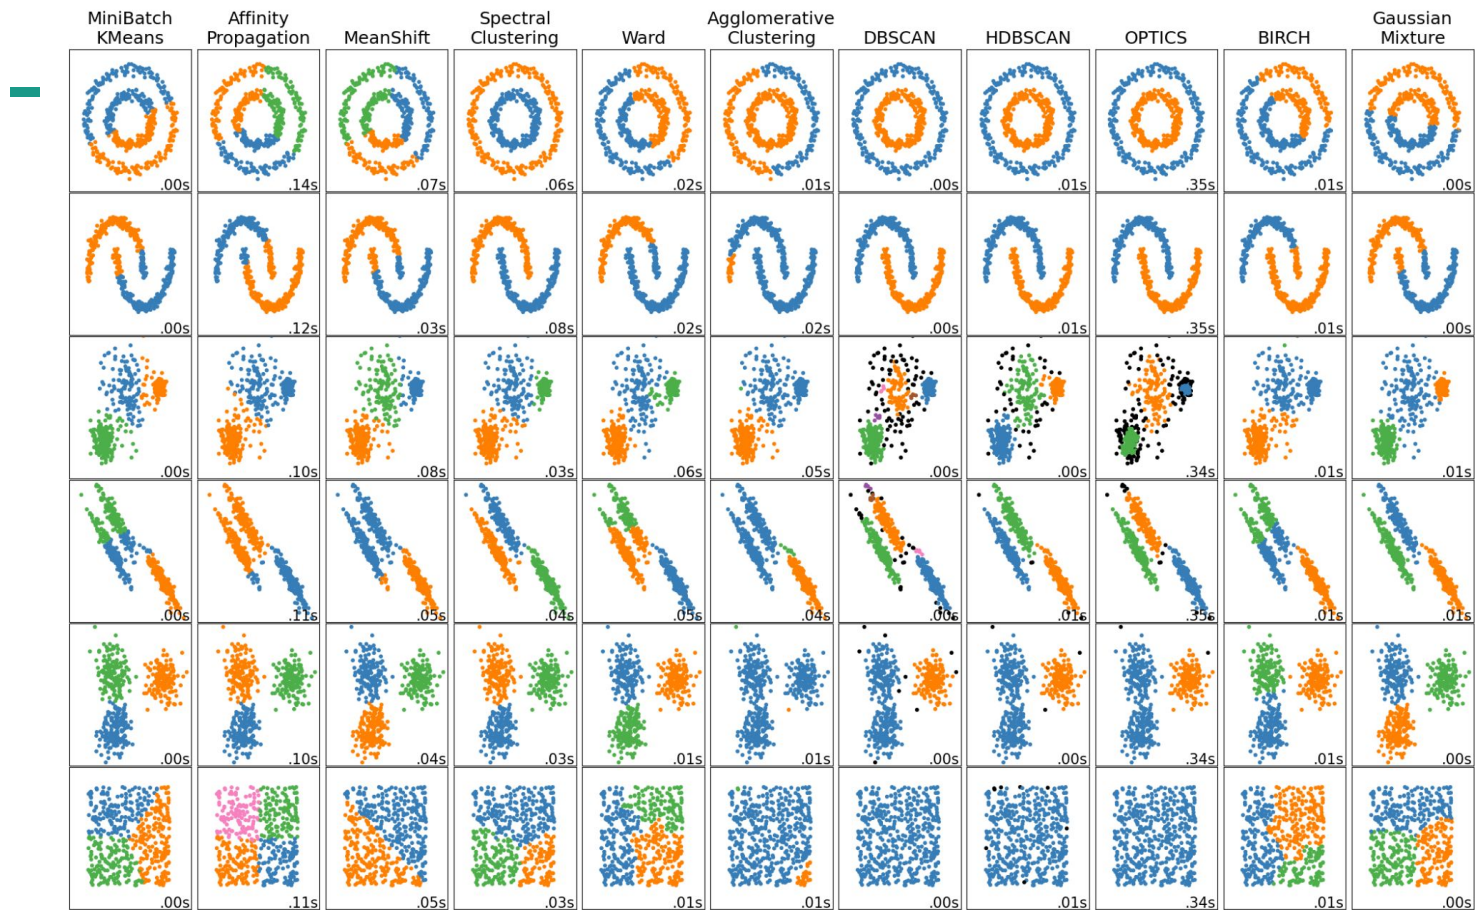 MiniBatch
KMeans
Affinity
Propagation
MeanShift
Spectral
Clustering
Ward
Agglomerative
Clustering
DBSCAN
HDBSCAN
OPTICS
BIRCH
Gaussian
Mixture
.00s
.14s
.07s
.06s
.02s
.01s
.00s
.01s
.35s
.01s
.00s
.00s
.12s
.03s
.08s
.02s
.02s
.00s
.01s
.35s
.01s
.00s
.00s
.10s
.08s
.03s
.06s
.05s
.00s
.00s
.34s
.01s
.01s
.00s
.11s
.05s
.04s
.05s
.04s
.00s
.01s
.35s
.01s
.01s
.00s
.10s
.04s
.03s
.01s
.01s
.00s
.00s
.34s
.01s
.00s
.00s
.11s
.05s
.03s
.01s
.01s
.00s
.01s
.34s
.01s
.00s